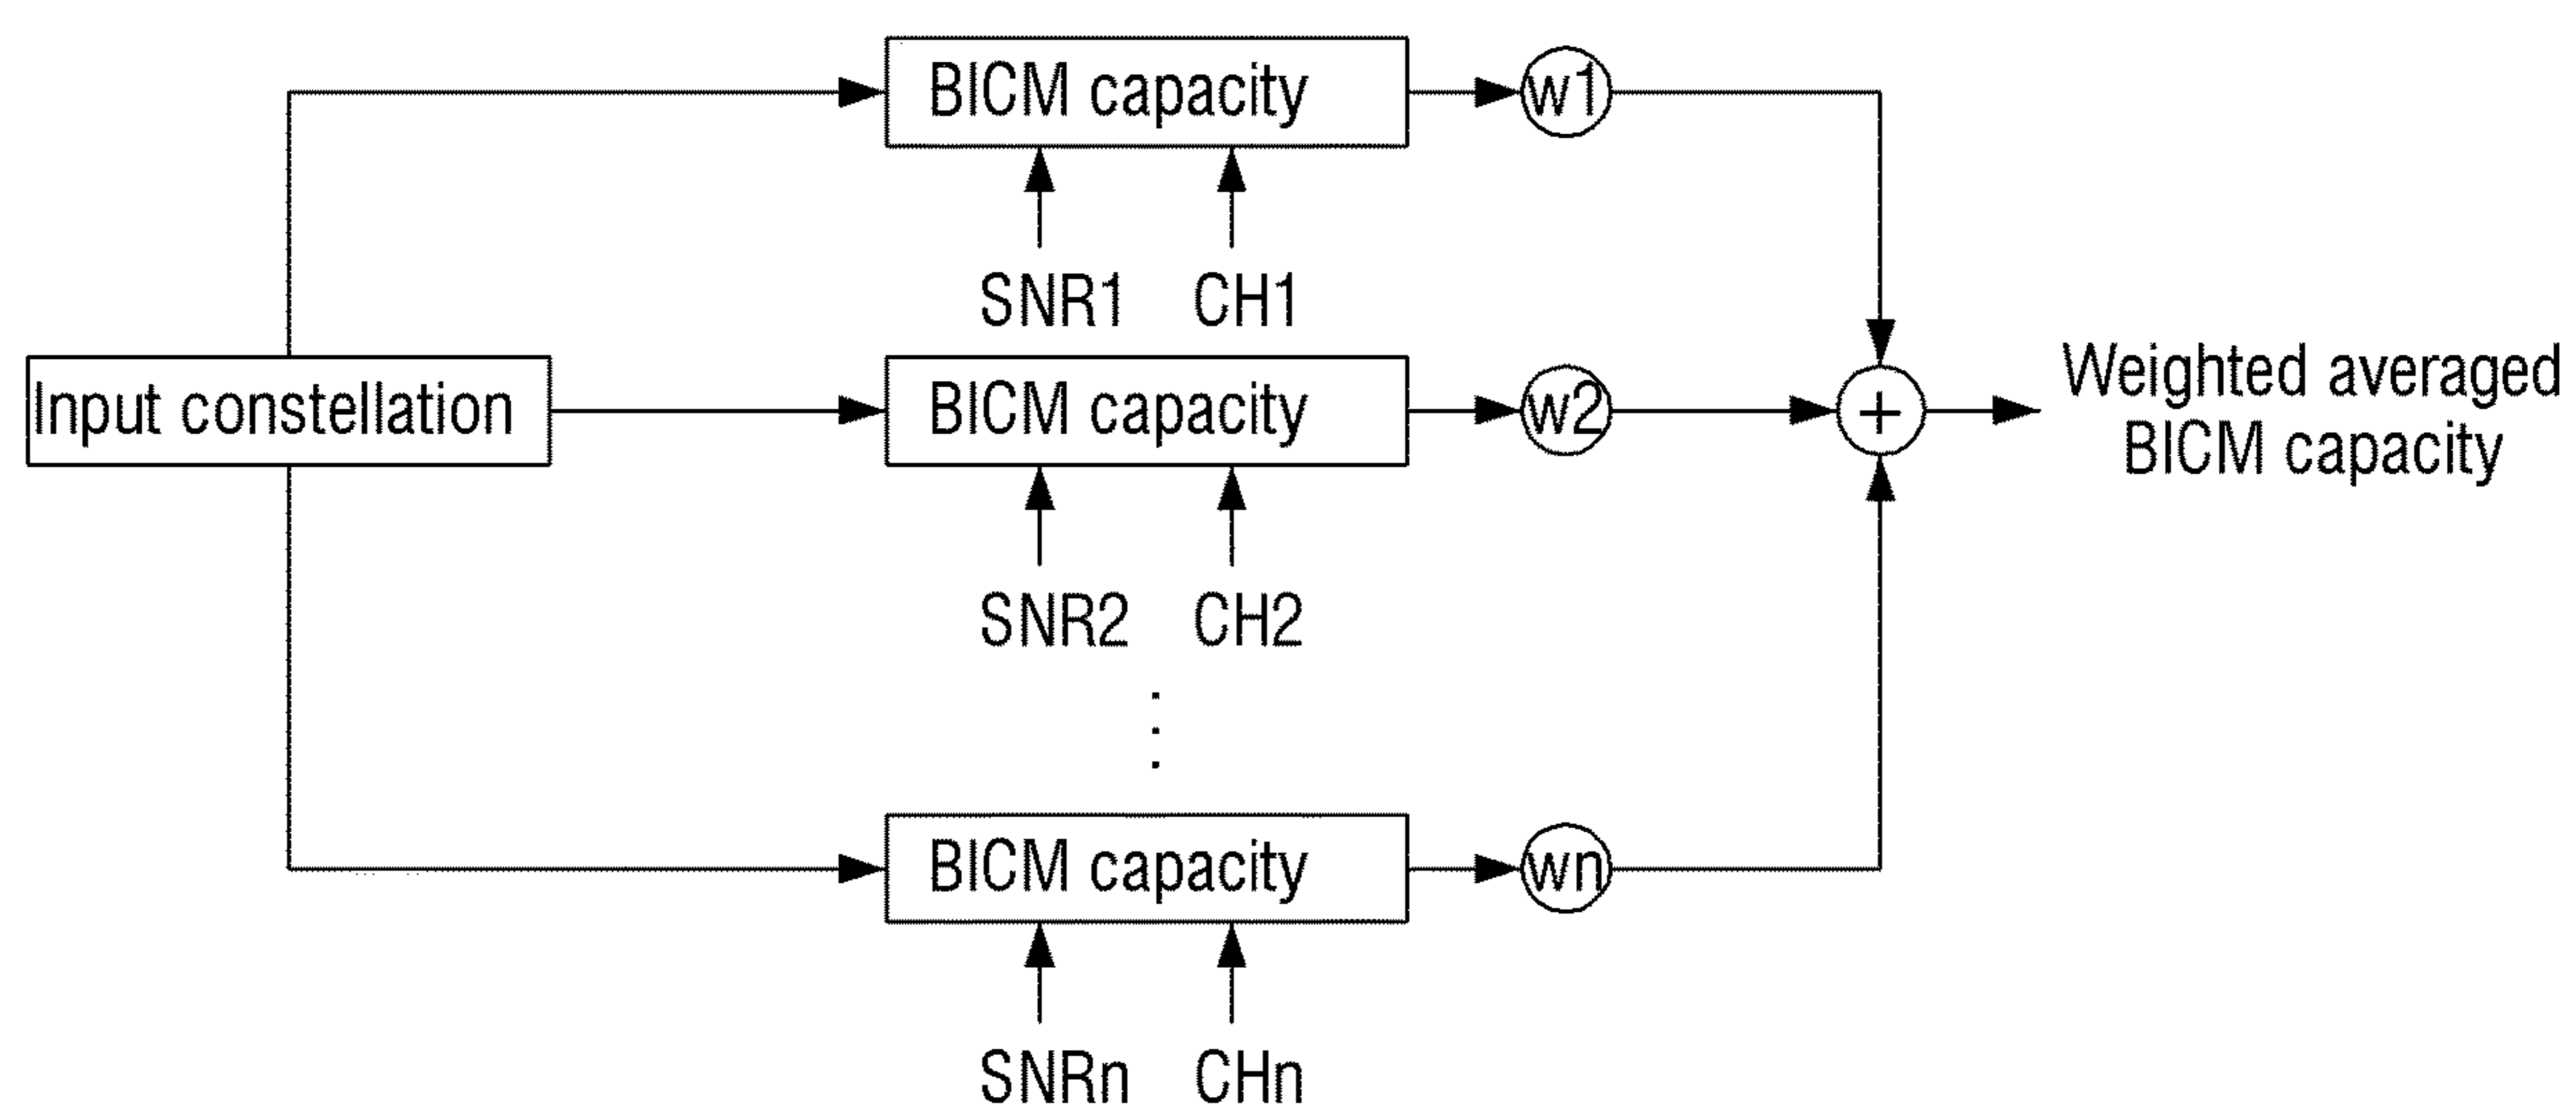 BICM capacity
w1
SNR1 CH1
Input constellation
BICM capacity
w2
+
Weighted averaged
BICM capacity
SNR2 CH2
BICM capacity
wn
SNRn CHn